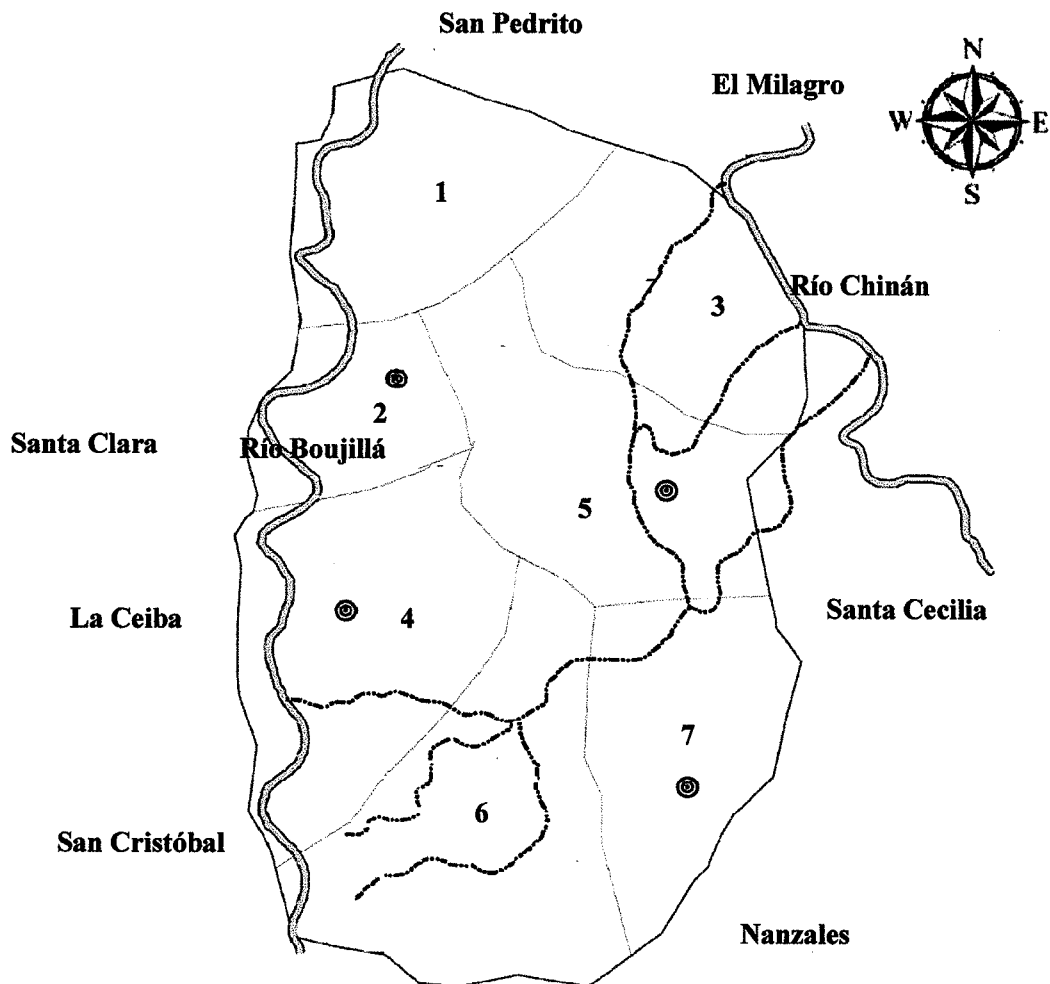 San Pedrito
El Milagro
N
W
E
S
1
Río Chinán
3
2
Santa Clara
Río Boujillá
5
La Ceiba
4
Santa Cecilia
7
6
San Cristóbal
Nanzales